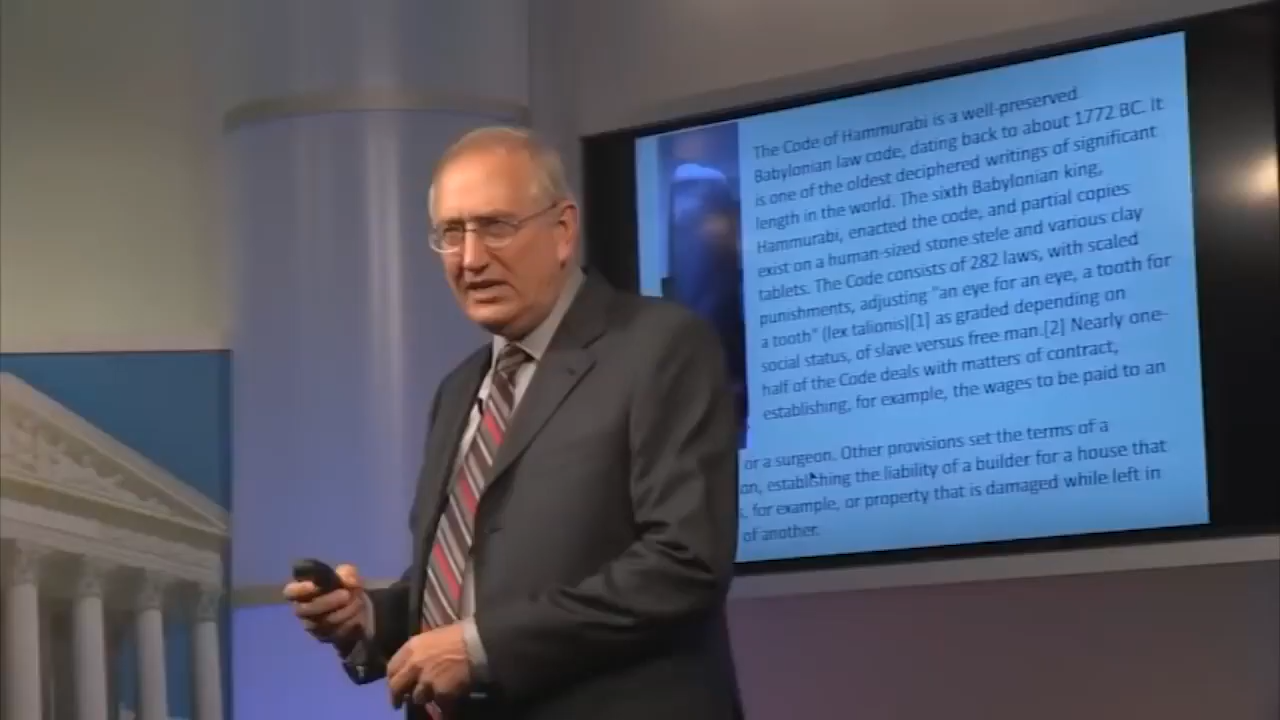 The Code of Hammurabi is a well-preserved
Babylonian law code, dating back to about 1772 BC. It
is one of the oldest deciphered writings of significant
length in the world. The sixth Babylonian king,
Hammurabi, enacted the code, and partial copies
exist on a human-sized stone stele and various clay
tablets. The Code consists of 282 laws, with scaled
punishments, adjusting "an eye for an eye, a tooth for
a tooth" (lex talionis)[1] as graded depending on
social status, of slave versus free man.[2] Nearly one-
half of the Code deals with matters of contract,
establishing, for example, the wages to be paid to an
or a surgeon. Other provisions set the terms of a
on, establishing the liability of a builder for a house that
, for example, or property that is damaged while left in
of another.